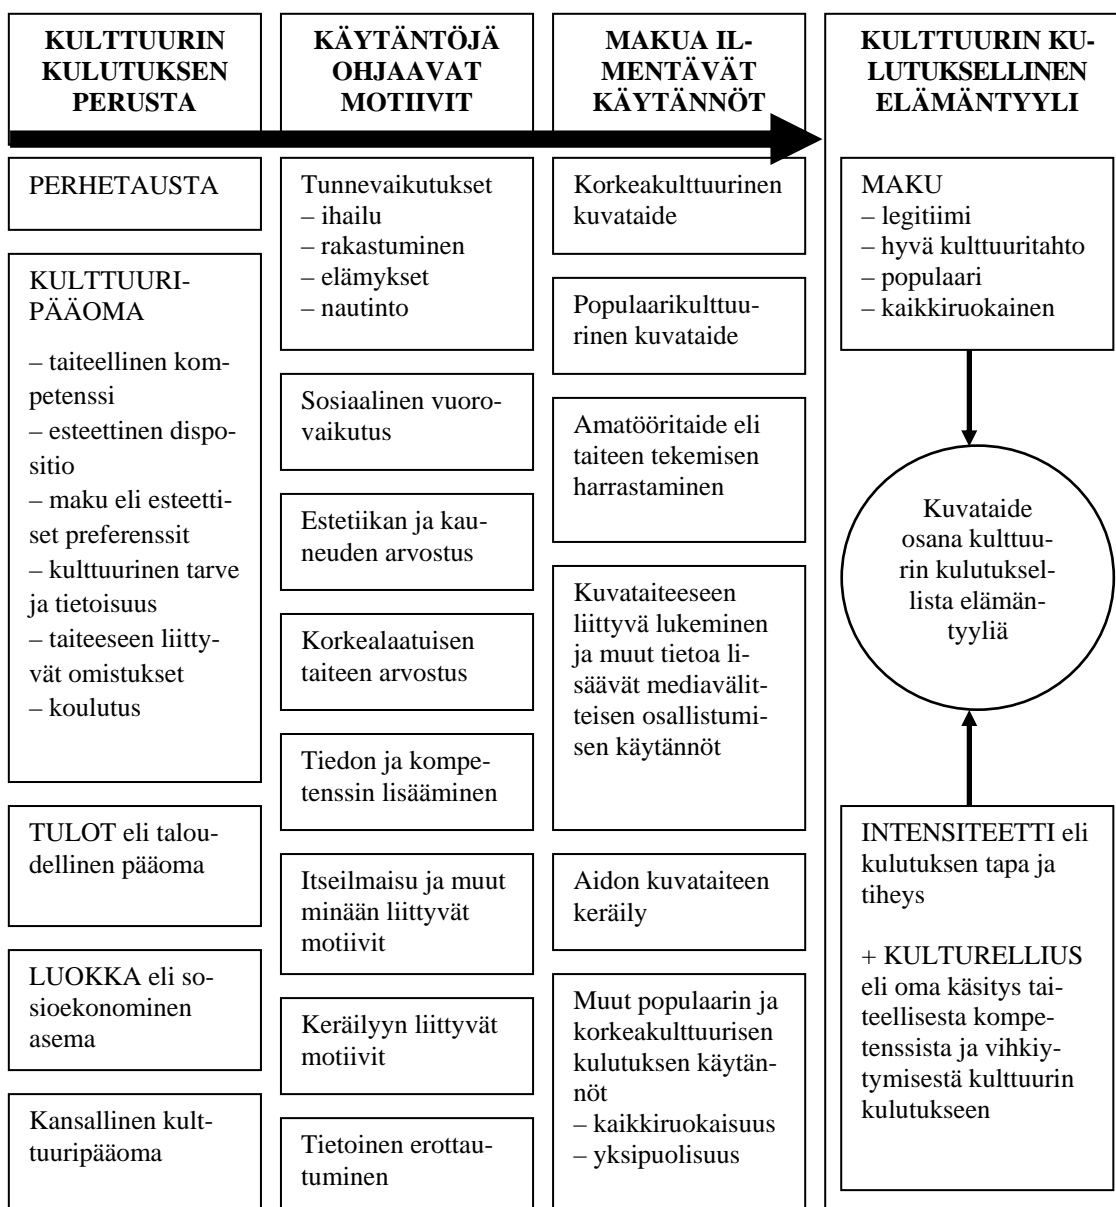 KULTTUURIN
KULUTUKSEN
PERUSTA
PERHETAUSTA
KULTTUURI-
PÄÄOMA
– taiteellinen kom-
petenssi
– esteettinen dispo-
sitio
– maku eli esteetti-
set preferenssit
– kulttuurinen tarve
ja tietoisuus
– taiteeseen liitty-
vät omistukset
– koulutus
TULOT eli talou-
dellinen pääoma
LUOKKA eli so-
sioekonominen
asema
Kansallinen kult-
tuuripääoma
KÄYTÄNTÖJÄ
OHJAAVAT
MOTIIVIT
Tunnevaikutukset
– ihailu
– rakastuminen
– elämykset
– nautinto
Sosiaalinen vuoro-
vaikutus
Estetiikan ja kau-
neuden arvostus
Korkealaatuisen
taiteen arvostus
Tiedon ja kompe-
tenssin lisääminen
Itseilmaisu ja muut
minään liittyvät
motiivit
Keräilyyn liittyvät
motiivit
Tietoinen erottau-
tuminen
MAKUA IL-
MENTÄVÄT
KÄYTÄNNÖT
Korkeakulttuurinen
kuvataide
Populaarikulttuu-
rinen kuvataide
Amatööritaide eli
taiteen tekemisen
harrastaminen
Kuvataiteeseen
liittyvä lukeminen
ja muut tietoa li-
säävät mediavälit-
teisen osallistumi-
sen käytännöt
Aidon kuvataiteen
keräily
Muut populaarin ja
korkeakulttuurisen
kulutuksen käytän-
nöt
– kaikkiruokaisuus
– yksipuolisuus
KULTTUURIN KU-
LUTUKSELLINEN
ELÄMÄNTYYLI
MAKU
– legitiimi
– hyvä kulttuuritahto
– populaari
– kaikkiruokainen
Kuvataide
osana kulttuu-
rin kulutuksel-
lista elämän-
tyyliä
INTENSITEETTI eli
kulutuksen tapa ja
tiheys
+ KULTURELLIUS
eli oma käsitys tai-
teellisesta kompe-
tenssista ja vihkiy-
tymisestä kulttuurin
kulutukseen